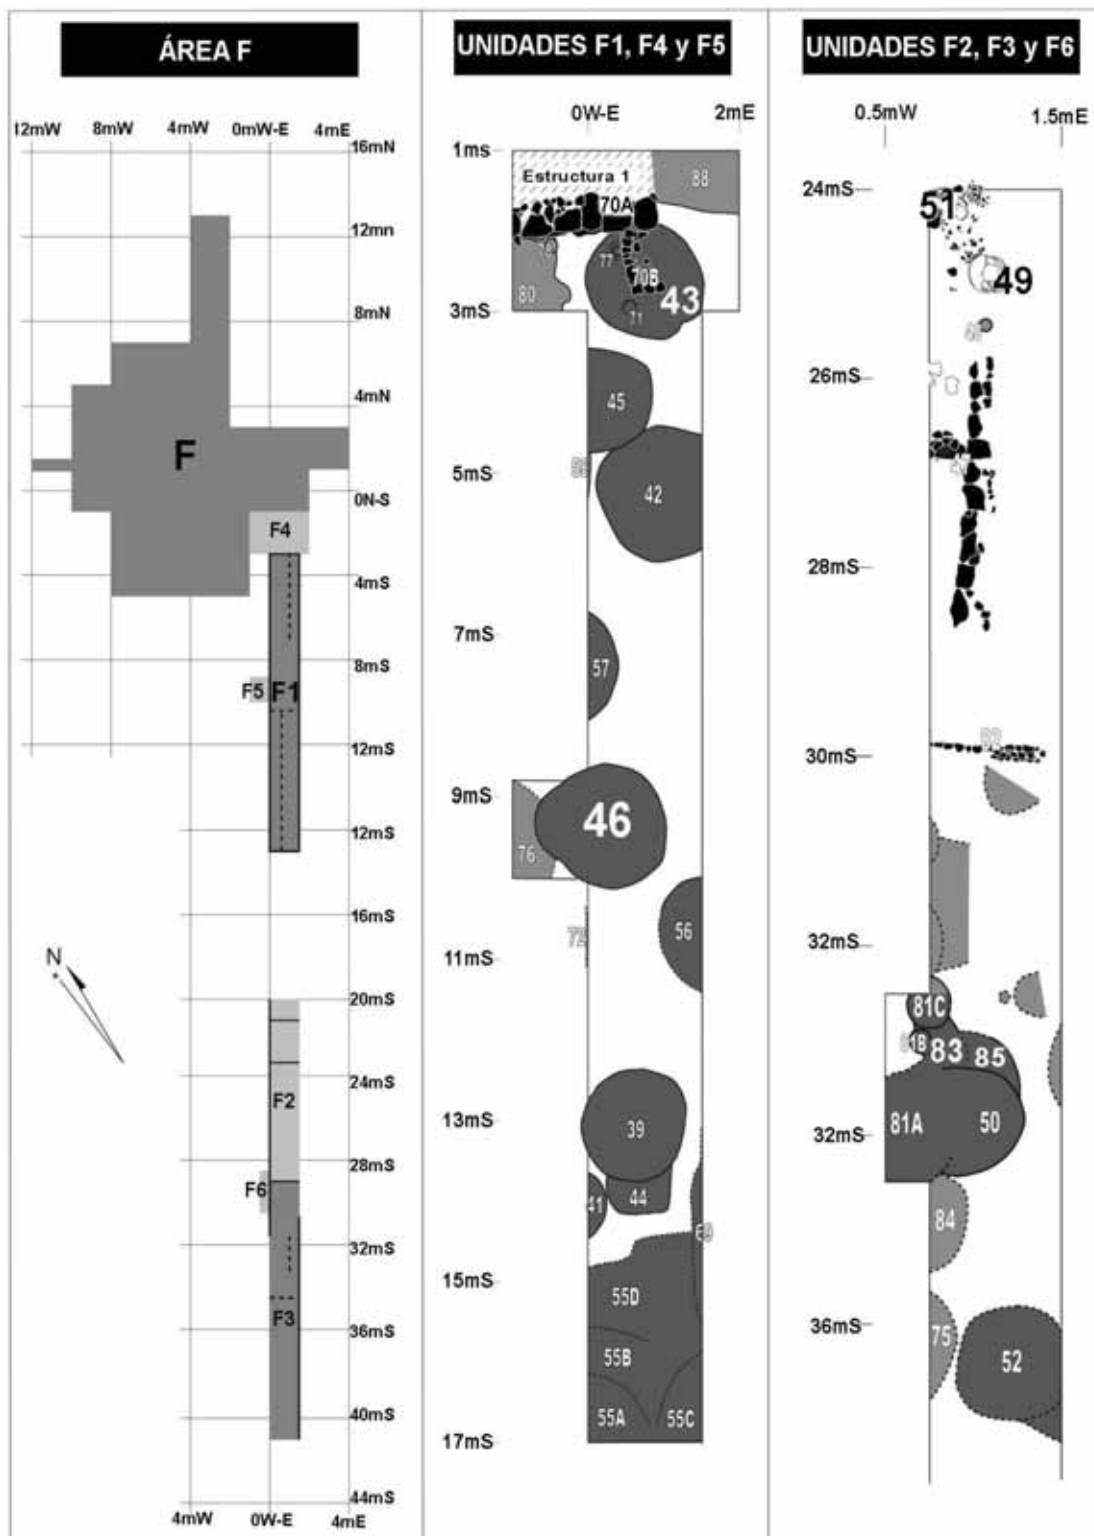 ÁREA F
12mW 8mW 4mW 0mW-E 4mE
16mN
12mn
8mN
4mN
F
0N-S
F4
4mS
8mS
F5 F1
12mS
12mS
N
16mS
20mS
24mS
F2
28mS
F6
32mS
F3
36mS
40mS
44mS
4mW 0W-E 4mE
UNIDADES F1, F4 y F5
0W-E 2mE
1ms
Estructura 1
88
70A
77
70B
80
43
71
3mS
45
5mS
42
7mS
57
9mS
46
76
56
72
11mS
13mS
39
41
44
69
15mS
55D
55B
55A
55C
17mS
UNIDADES F2, F3 y F6
0.5mW 1.5mE
24mS
51
49
26mS
28mS
30mS
32mS
81C
81B
83
85
32mS
81A
50
84
36mS
75
52